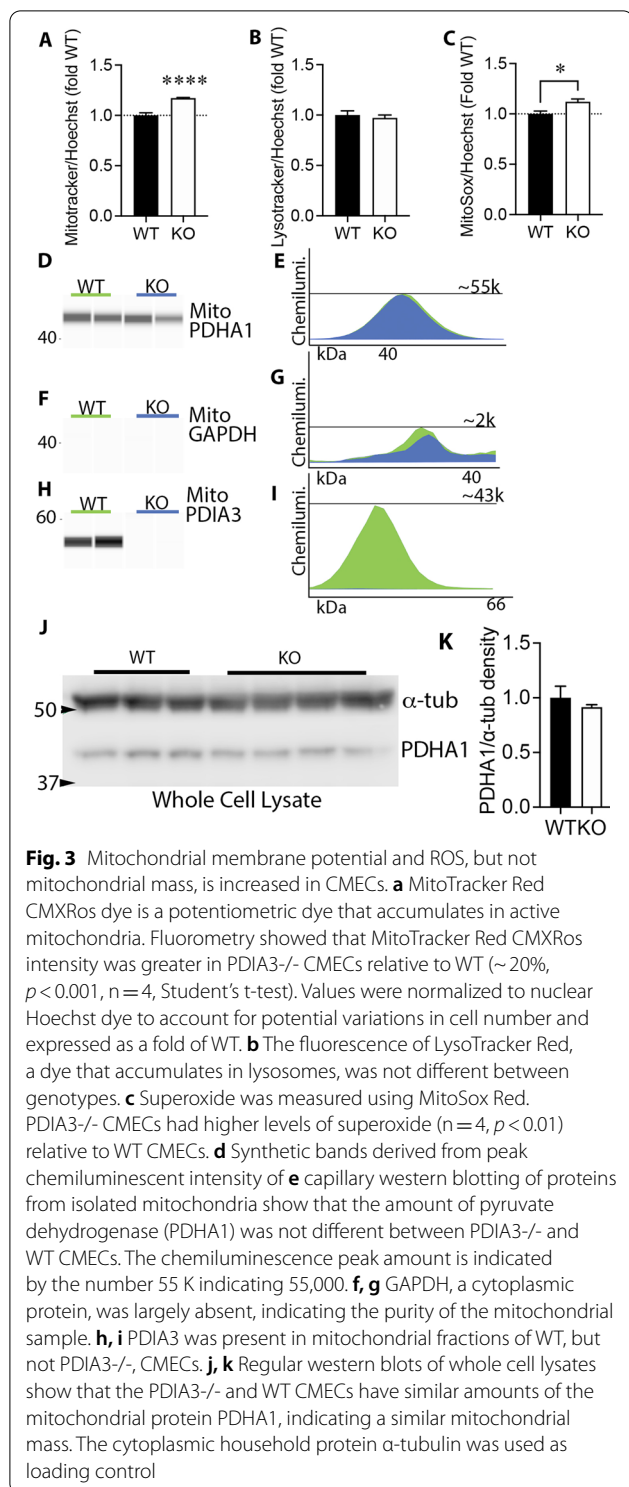 A
Mitotracker/Hoechst (fold WT)
1.5
1.0
0.5
0.0
****
WT KO
B
Lysotracker/Hoechst (fold WT)
1.5
1.0
0.5
0.0
WT KO
C
MitoSox/Hoechst (Fold WT)
1.5
1.0
0.5
0.0
*
WT KO
D
WT KO
Mito
PDHA1
40
E
Chemilumi.
~55k
kDa 40
F
WT KO
Mito
GAPDH
40
G
Chemilumi.
~2k
40
H
WT KO
Mito
PDIA3
60
I
Chemilumi.
~43k
kDa 66
J
WT KO
50
α-tub
PDHA1
37
Whole Cell Lysate
K
PDHA1/α-tub density
1.5
1.0
0.5
0.0
WTKO
Fig. 3 Mitochondrial membrane potential and ROS, but not
mitochondrial mass, is increased in CMECs. a MitoTracker Red
CMXRos dye is a potentiometric dye that accumulates in active
mitochondria. Fluorometry showed that MitoTracker Red CMXRos
intensity was greater in PDIA3-/- CMECs relative to WT (~ 20%,
p < 0.001, n = 4, Student’s t-test). Values were normalized to nuclear
Hoechst dye to account for potential variations in cell number and
expressed as a fold of WT. b The fluorescence of LysoTracker Red,
a dye that accumulates in lysosomes, was not different between
genotypes. c Superoxide was measured using MitoSox Red.
PDIA3-/- CMECs had higher levels of superoxide (n = 4, p < 0.01)
relative to WT CMECs. d Synthetic bands derived from peak
chemiluminescent intensity of e capillary western blotting of proteins
from isolated mitochondria show that the amount of pyruvate
dehydrogenase (PDHA1) was not different between PDIA3-/- and
WT CMECs. The chemiluminescence peak amount is indicated
by the number 55 K indicating 55,000. f, g GAPDH, a cytoplasmic
protein, was largely absent, indicating the purity of the mitochondrial
sample. h, i PDIA3 was present in mitochondrial fractions of WT, but
not PDIA3-/-, CMECs. j, k Regular western blots of whole cell lysates
show that the PDIA3-/- and WT CMECs have similar amounts of the
mitochondrial protein PDHA1, indicating a similar mitochondrial
mass. The cytoplasmic household protein α-tubulin was used as
loading control